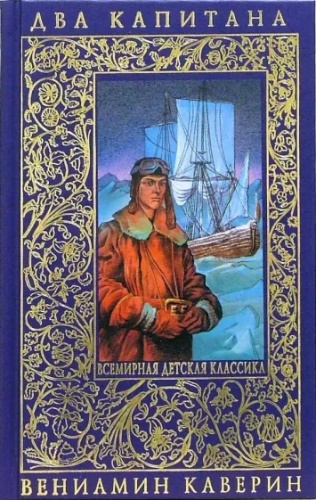 ДВА КАПИТАНА
ВСЕМИРНАЯ ДЕТСКАЯ КЛАССИКА
ВЕНИАМИН КАВЕРИН